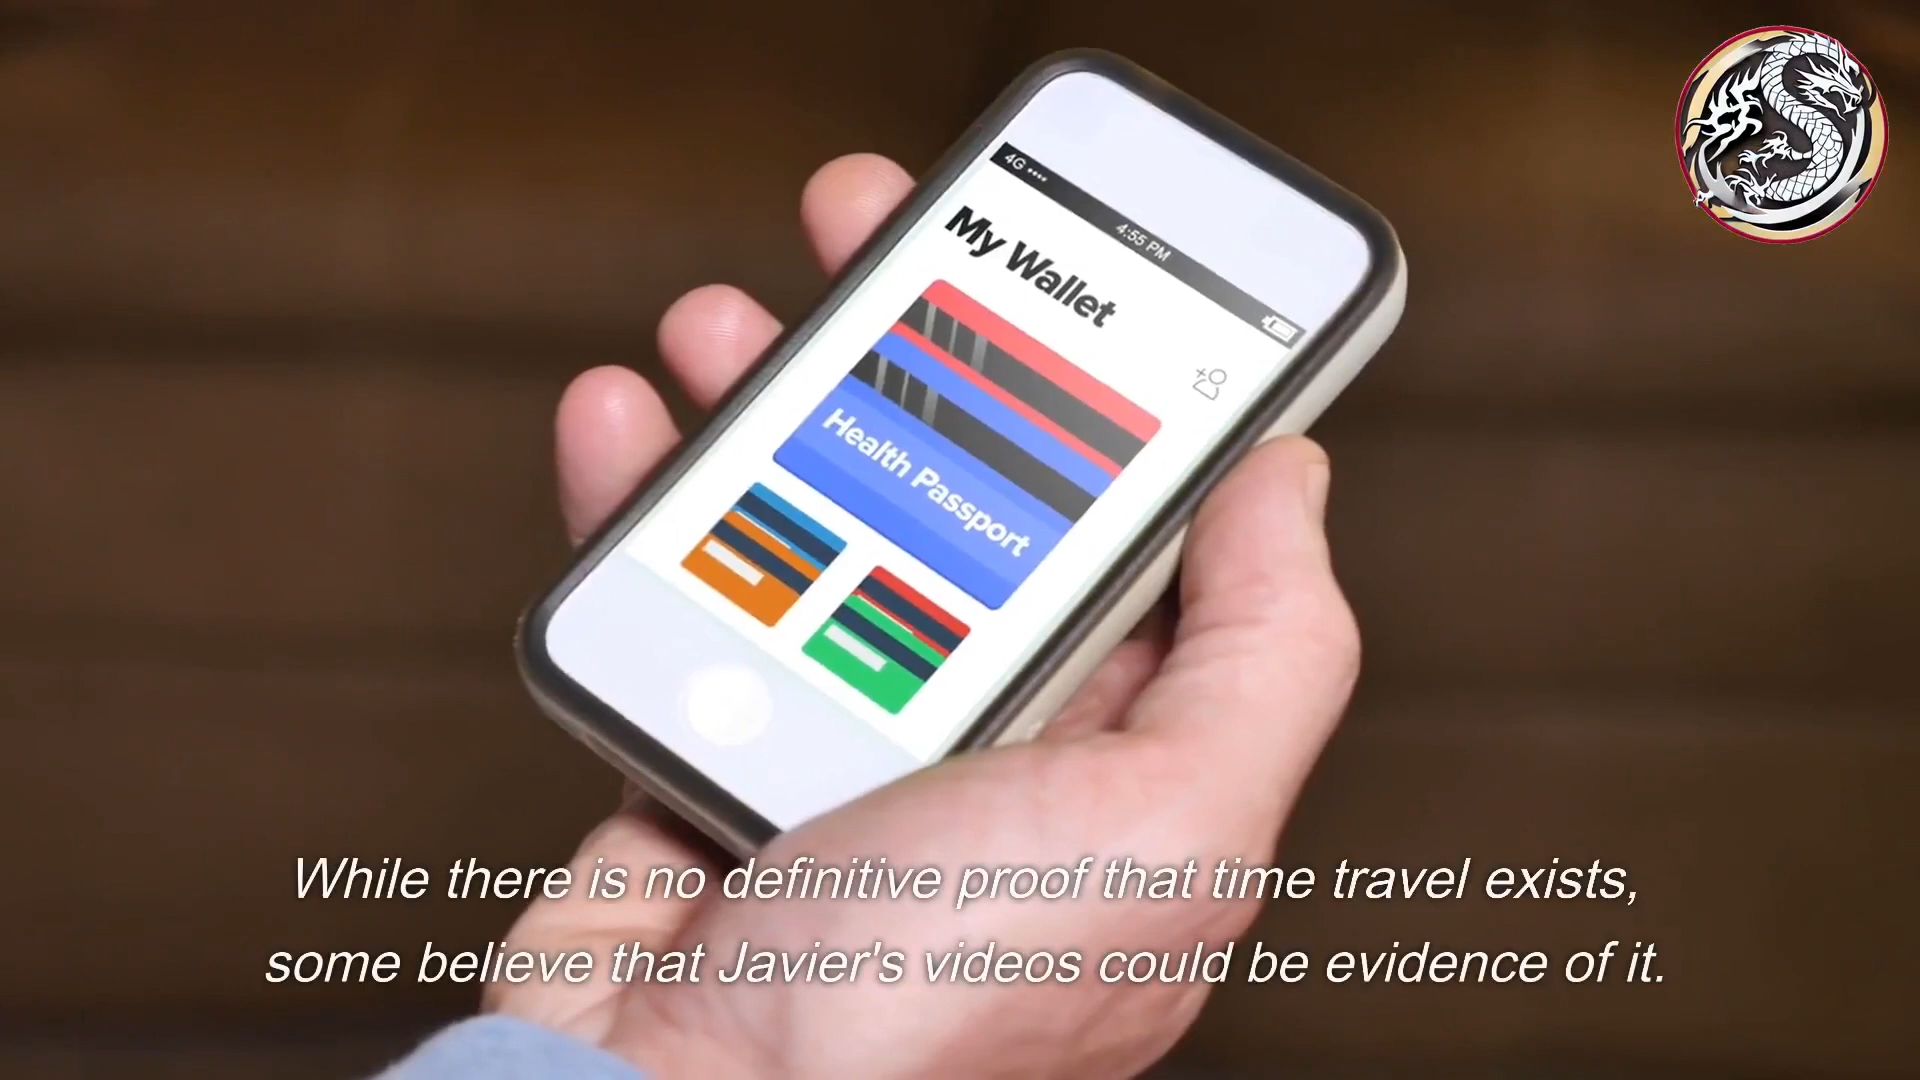 4G
4:55 PM
My Wallet
Health Passport
While there is no definitive proof that time travel exists,
some believe that Javier's videos could be evidence of it.